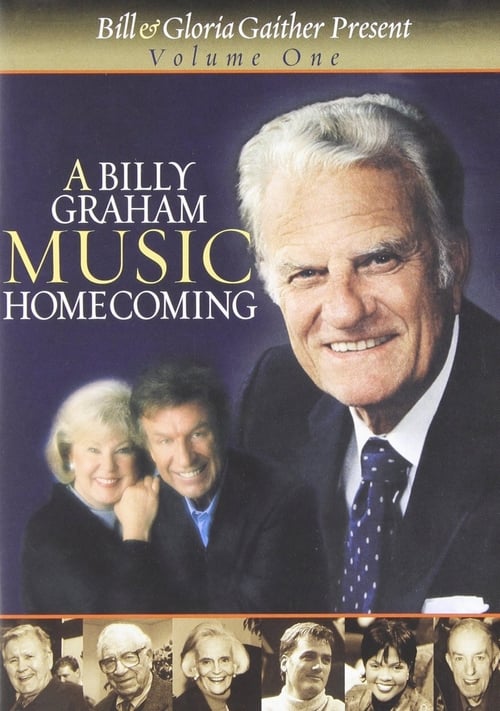 Bill & Gloria Gaither Present
Volume One
A BILLY
GRAHAM
MUSIC
HOMECOMING